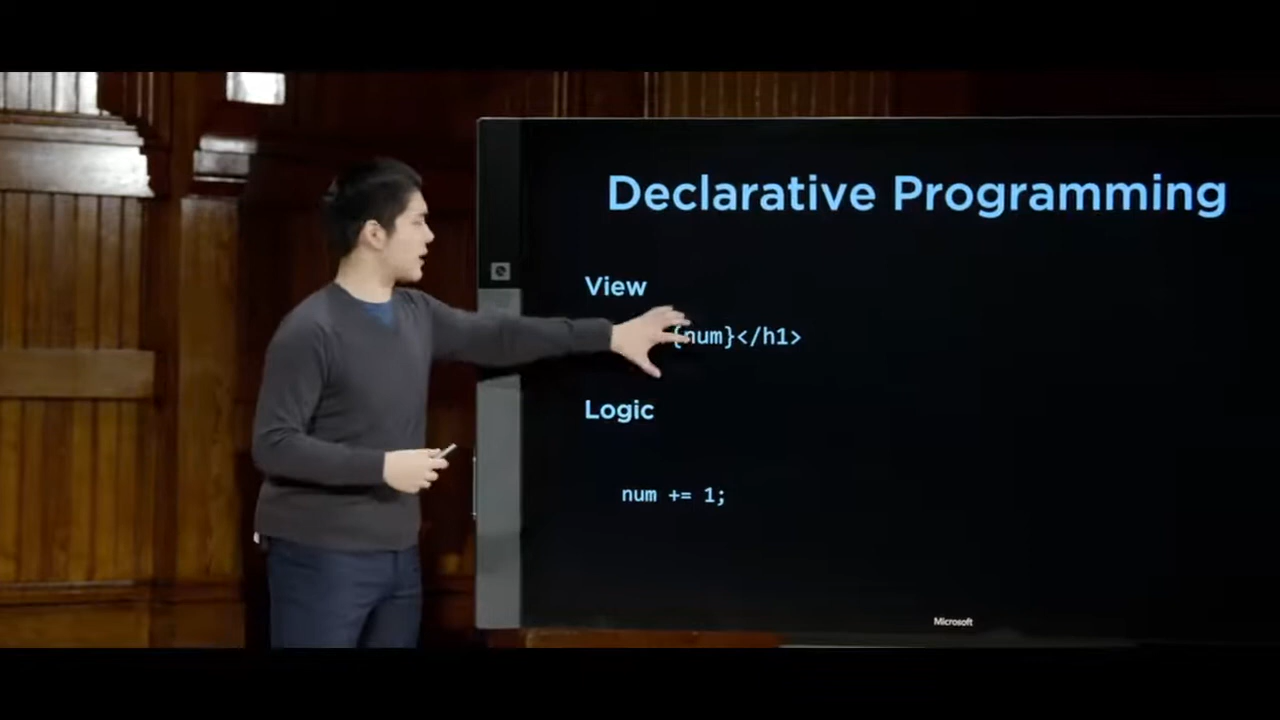 Declarative Programming
View
{num}</h1>
Logic
num += 1;
Microsoft